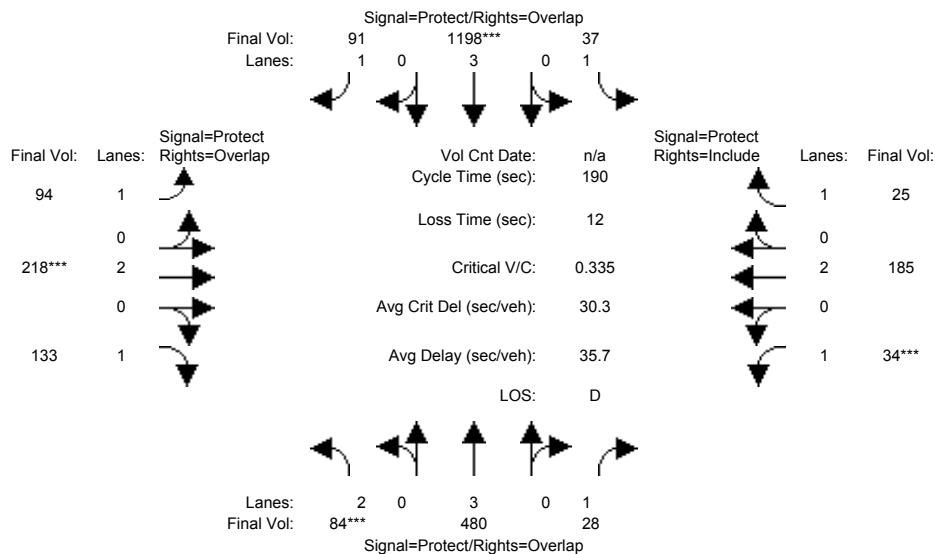 Signal=Protect/Rights=Overlap
Final Vol: 91 1198*** 37
Lanes: 1 0 3 0 1
Signal=Protect
Final Vol: Lanes: Rights=Overlap
Vol Cnt Date: n/a
Signal=Protect
Rights=Include Lanes: Final Vol:
Cycle Time (sec): 190
94 1
1 25
Loss Time (sec): 12
0
0
218*** 2
Critical V/C: 0.335
2 185
0
Avg Crit Del (sec/veh): 30.3
0
133 1
Avg Delay (sec/veh): 35.7
1 34***
LOS: D
Lanes: 2 0 3 0 1
Final Vol: 84*** 480 28
Signal=Protect/Rights=Overlap